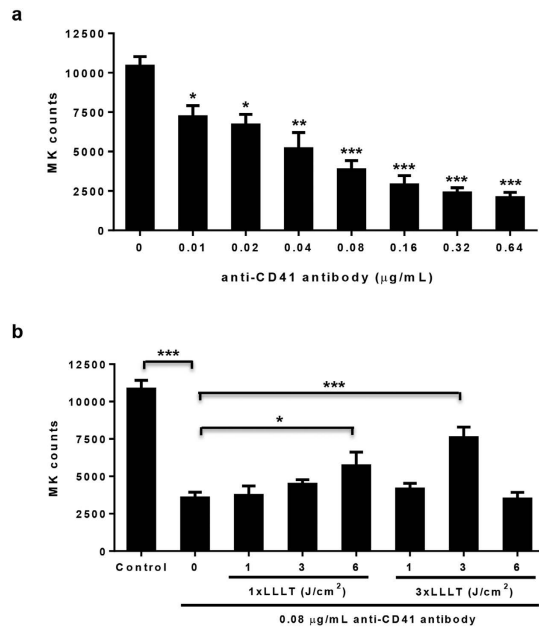 a
12500
10000
7500
5000
2500
0
MK counts
* * ** *** *** *** ***
0 0.01 0.02 0.04 0.08 0.16 0.32 0.64
anti-CD41 antibody (μg/mL)
b
12500
10000
7500
5000
2500
0
MK counts
***
***
*
Control 0 1 3 6 1 3 6
1xLLLT (J/cm²) 3xLLLT (J/cm²)
0.08 μg/mL anti-CD41 antibody